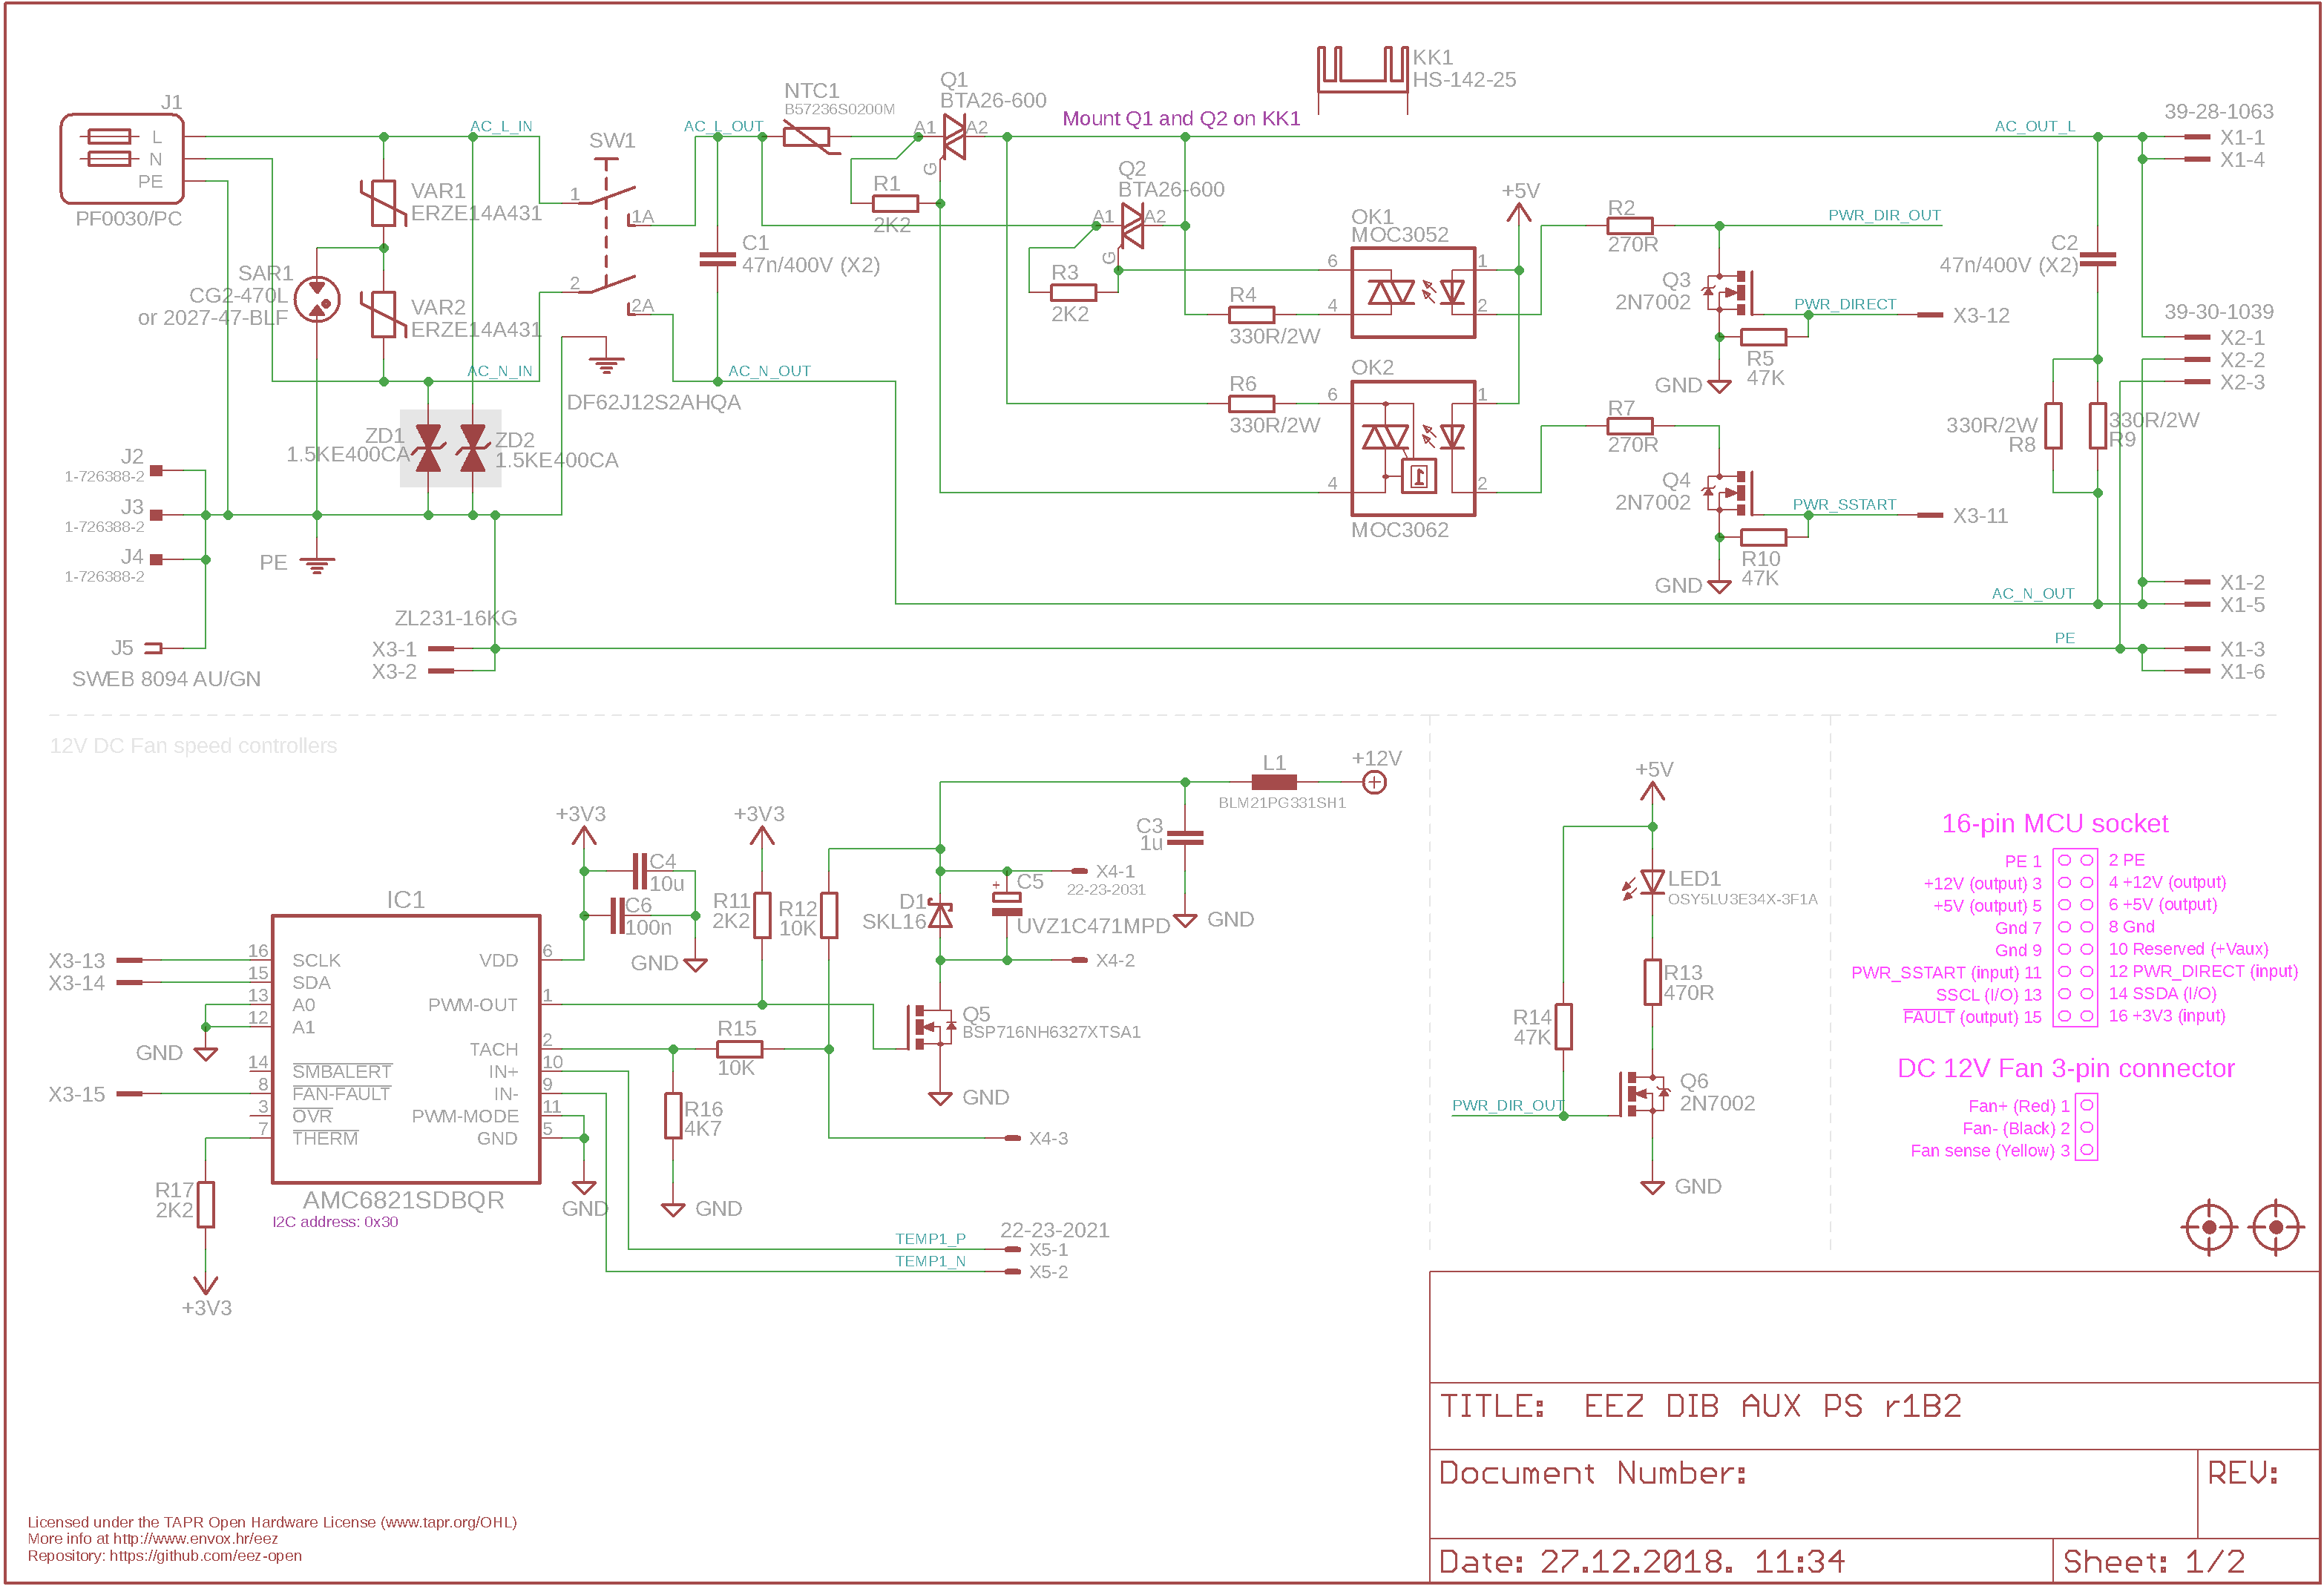 J1
L
N
PE
PF0030/PC
AC_L_IN
VAR1
ERZE14A431
SAR1
CG2-470L
or 2027-47-BLF
VAR2
ERZE14A431
AC_N_IN
SW1
1
1A
2
2A
DF62J12S2AHQA
AC_L_OUT
C1
47n/400V (X2)
AC_N_OUT
NTC1
B57236S0200M
Q1
BTA26-600
A1
A2
G
R1
2K2
Mount Q1 and Q2 on KK1
KK1
HS-142-25
Q2
BTA26-600
A1
A2
G
R3
2K2
R4
330R/2W
R6
330R/2W
OK1
MOC3052
6
4
1
2
+5V
OK2
6
4
1
2
MOC3062
R2
270R
PWR_DIR_OUT
Q3
2N7002
PWR_DIRECT
X3-12
R5
47K
GND
R7
270R
Q4
2N7002
PWR_SSTART
X3-11
R10
47K
GND
AC_OUT_L
39-28-1063
X1-1
X1-4
C2
47n/400V (X2)
39-30-1039
X2-1
X2-2
X2-3
330R/2W
R8
330R/2W
R9
AC_N_OUT
X1-2
X1-5
PE
X1-3
X1-6
ZD1
1.5KE400CA
ZD2
1.5KE400CA
J2
1-726388-2
J3
1-726388-2
J4
1-726388-2
PE
J5
SWEB 8094 AU/GN
ZL231-16KG
X3-1
X3-2
12V DC Fan speed controllers
+3V3
C4
10u
C6
100n
GND
+3V3
R11
2K2
R12
10K
D1
SKL16
+
C5
UVZ1C471MPD
X4-1
22-23-2031
X4-2
C3
1u
GND
L1
BLM21PG331SH1
+12V
IC1
X3-13
X3-14
GND
X3-15
16
15
13
12
14
8
3
7
SCLK
SDA
A0
A1
SMBALERT
FAN-FAULT
OVR
THERM
VDD
PWM-OUT
TACH
IN+
IN-
PWM-MODE
GND
6
1
2
10
9
11
5
AMC6821SDBQR
I2C address: 0x30
R17
2K2
+3V3
GND
R15
10K
R16
4K7
GND
Q5
BSP716NH6327XTSA1
GND
X4-3
22-23-2021
TEMP1_P
X5-1
TEMP1_N
X5-2
+5V
LED1
OSY5LU3E34X-3F1A
R13
470R
R14
47K
PWR_DIR_OUT
Q6
2N7002
GND
16-pin MCU socket
PE 1 2 PE
+12V (output) 3 4 +12V (output)
+5V (output) 5 6 +5V (output)
Gnd 7 8 Gnd
Gnd 9 10 Reserved (+Vaux)
PWR_SSTART (input) 11 12 PWR_DIRECT (input)
SSCL (I/O) 13 14 SSDA (I/O)
FAULT (output) 15 16 +3V3 (input)
DC 12V Fan 3-pin connector
Fan+ (Red) 1
Fan- (Black) 2
Fan sense (Yellow) 3
TITLE: EEZ DIB AUX PS r1B2
Document Number:
REV:
Date: 27.12.2018. 11:34
Sheet: 1/2
Licensed under the TAPR Open Hardware License (www.tapr.org/OHL)
More info at http://www.envox.hr/eez
Repository: https://github.com/eez-open